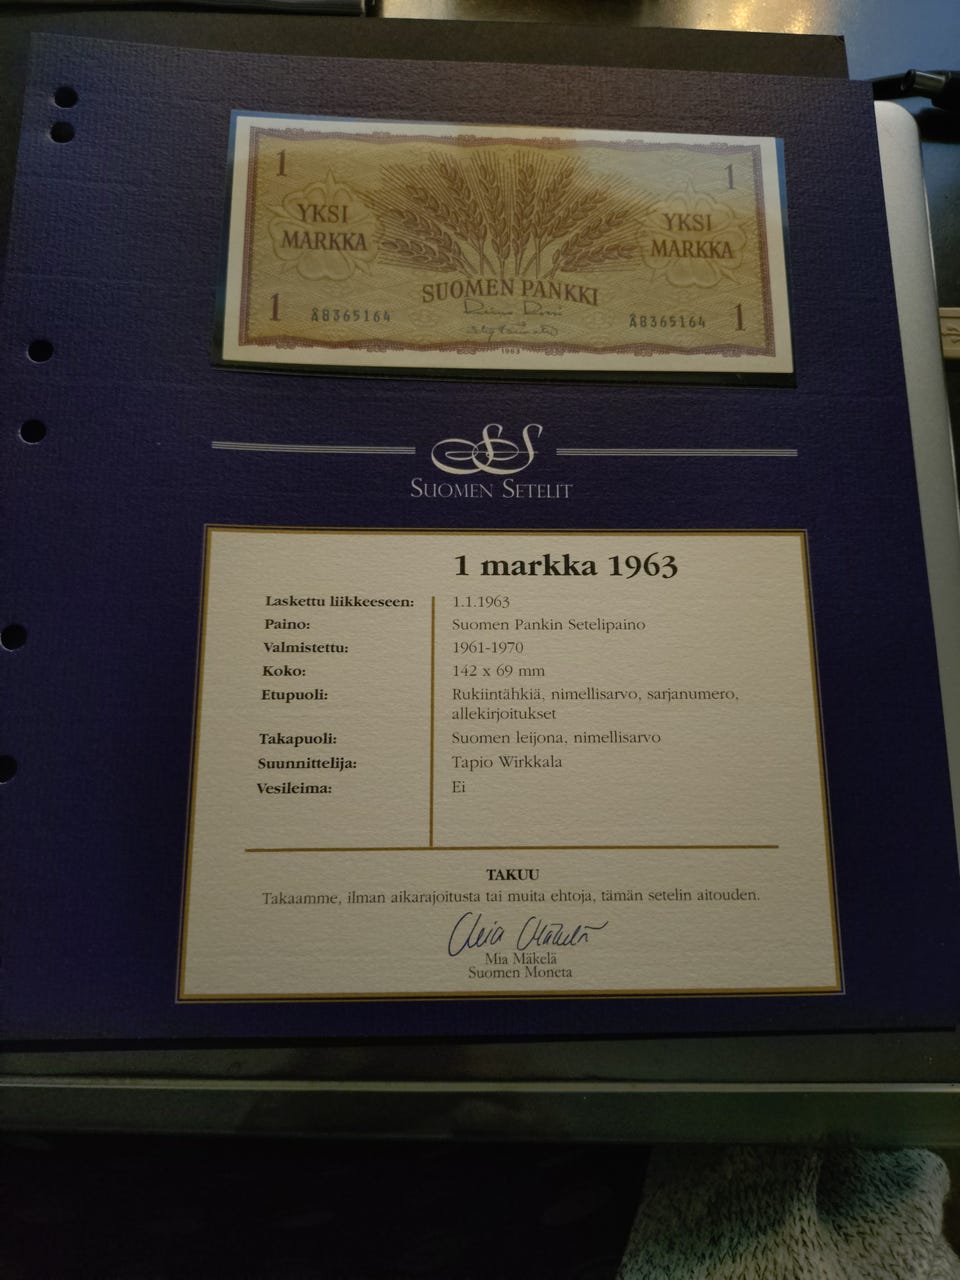 1
1
YKSI
MARKKA
YKSI
MARKKA
SUOMEN PANKKI
1
Å8365164
Å8365164
1
1963
SUOMEN SETELIT
1 markka 1963
Laskettu liikkeeseen: 1.1.1963
Paino: Suomen Pankin Setelipaino
Valmistettu: 1961-1970
Koko: 142 x 69 mm
Etupuoli: Rukiintähkiä, nimellisarvo, sarjanumero,
allekirjoitukset
Takapuoli: Suomen leijona, nimellisarvo
Suunnittelija: Tapio Wirkkala
Vesileima: Ei
TAKUU
Takaamme, ilman aikarajoitusta tai muita ehtoja, tämän setelin aitouden.
Mia Mäkelä
Mia Mäkelä
Suomen Moneta